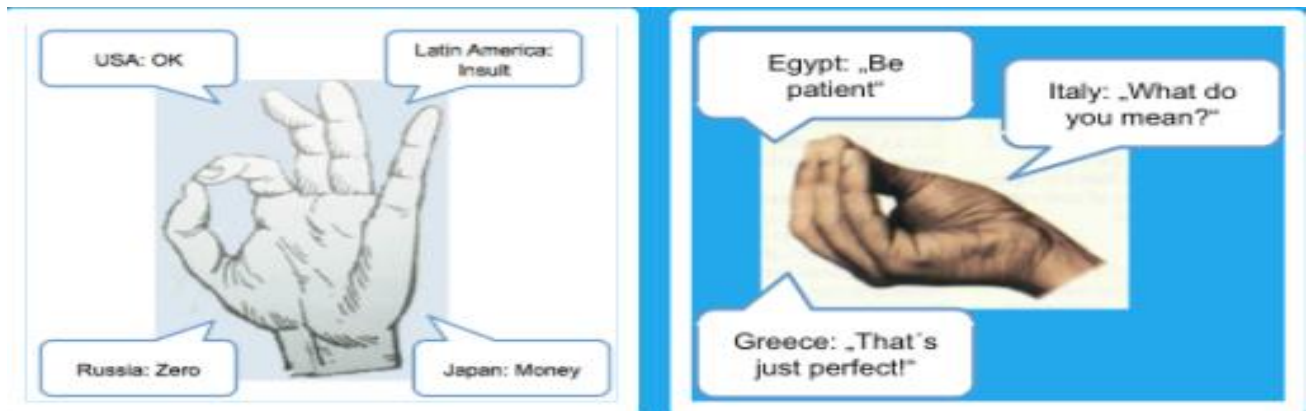 USA: OK
Latin America:
Insult
Russia: Zero
Japan: Money
Egypt: „Be
patient“
Italy: „What do
you mean?“
Greece: „That´s
just perfect!“